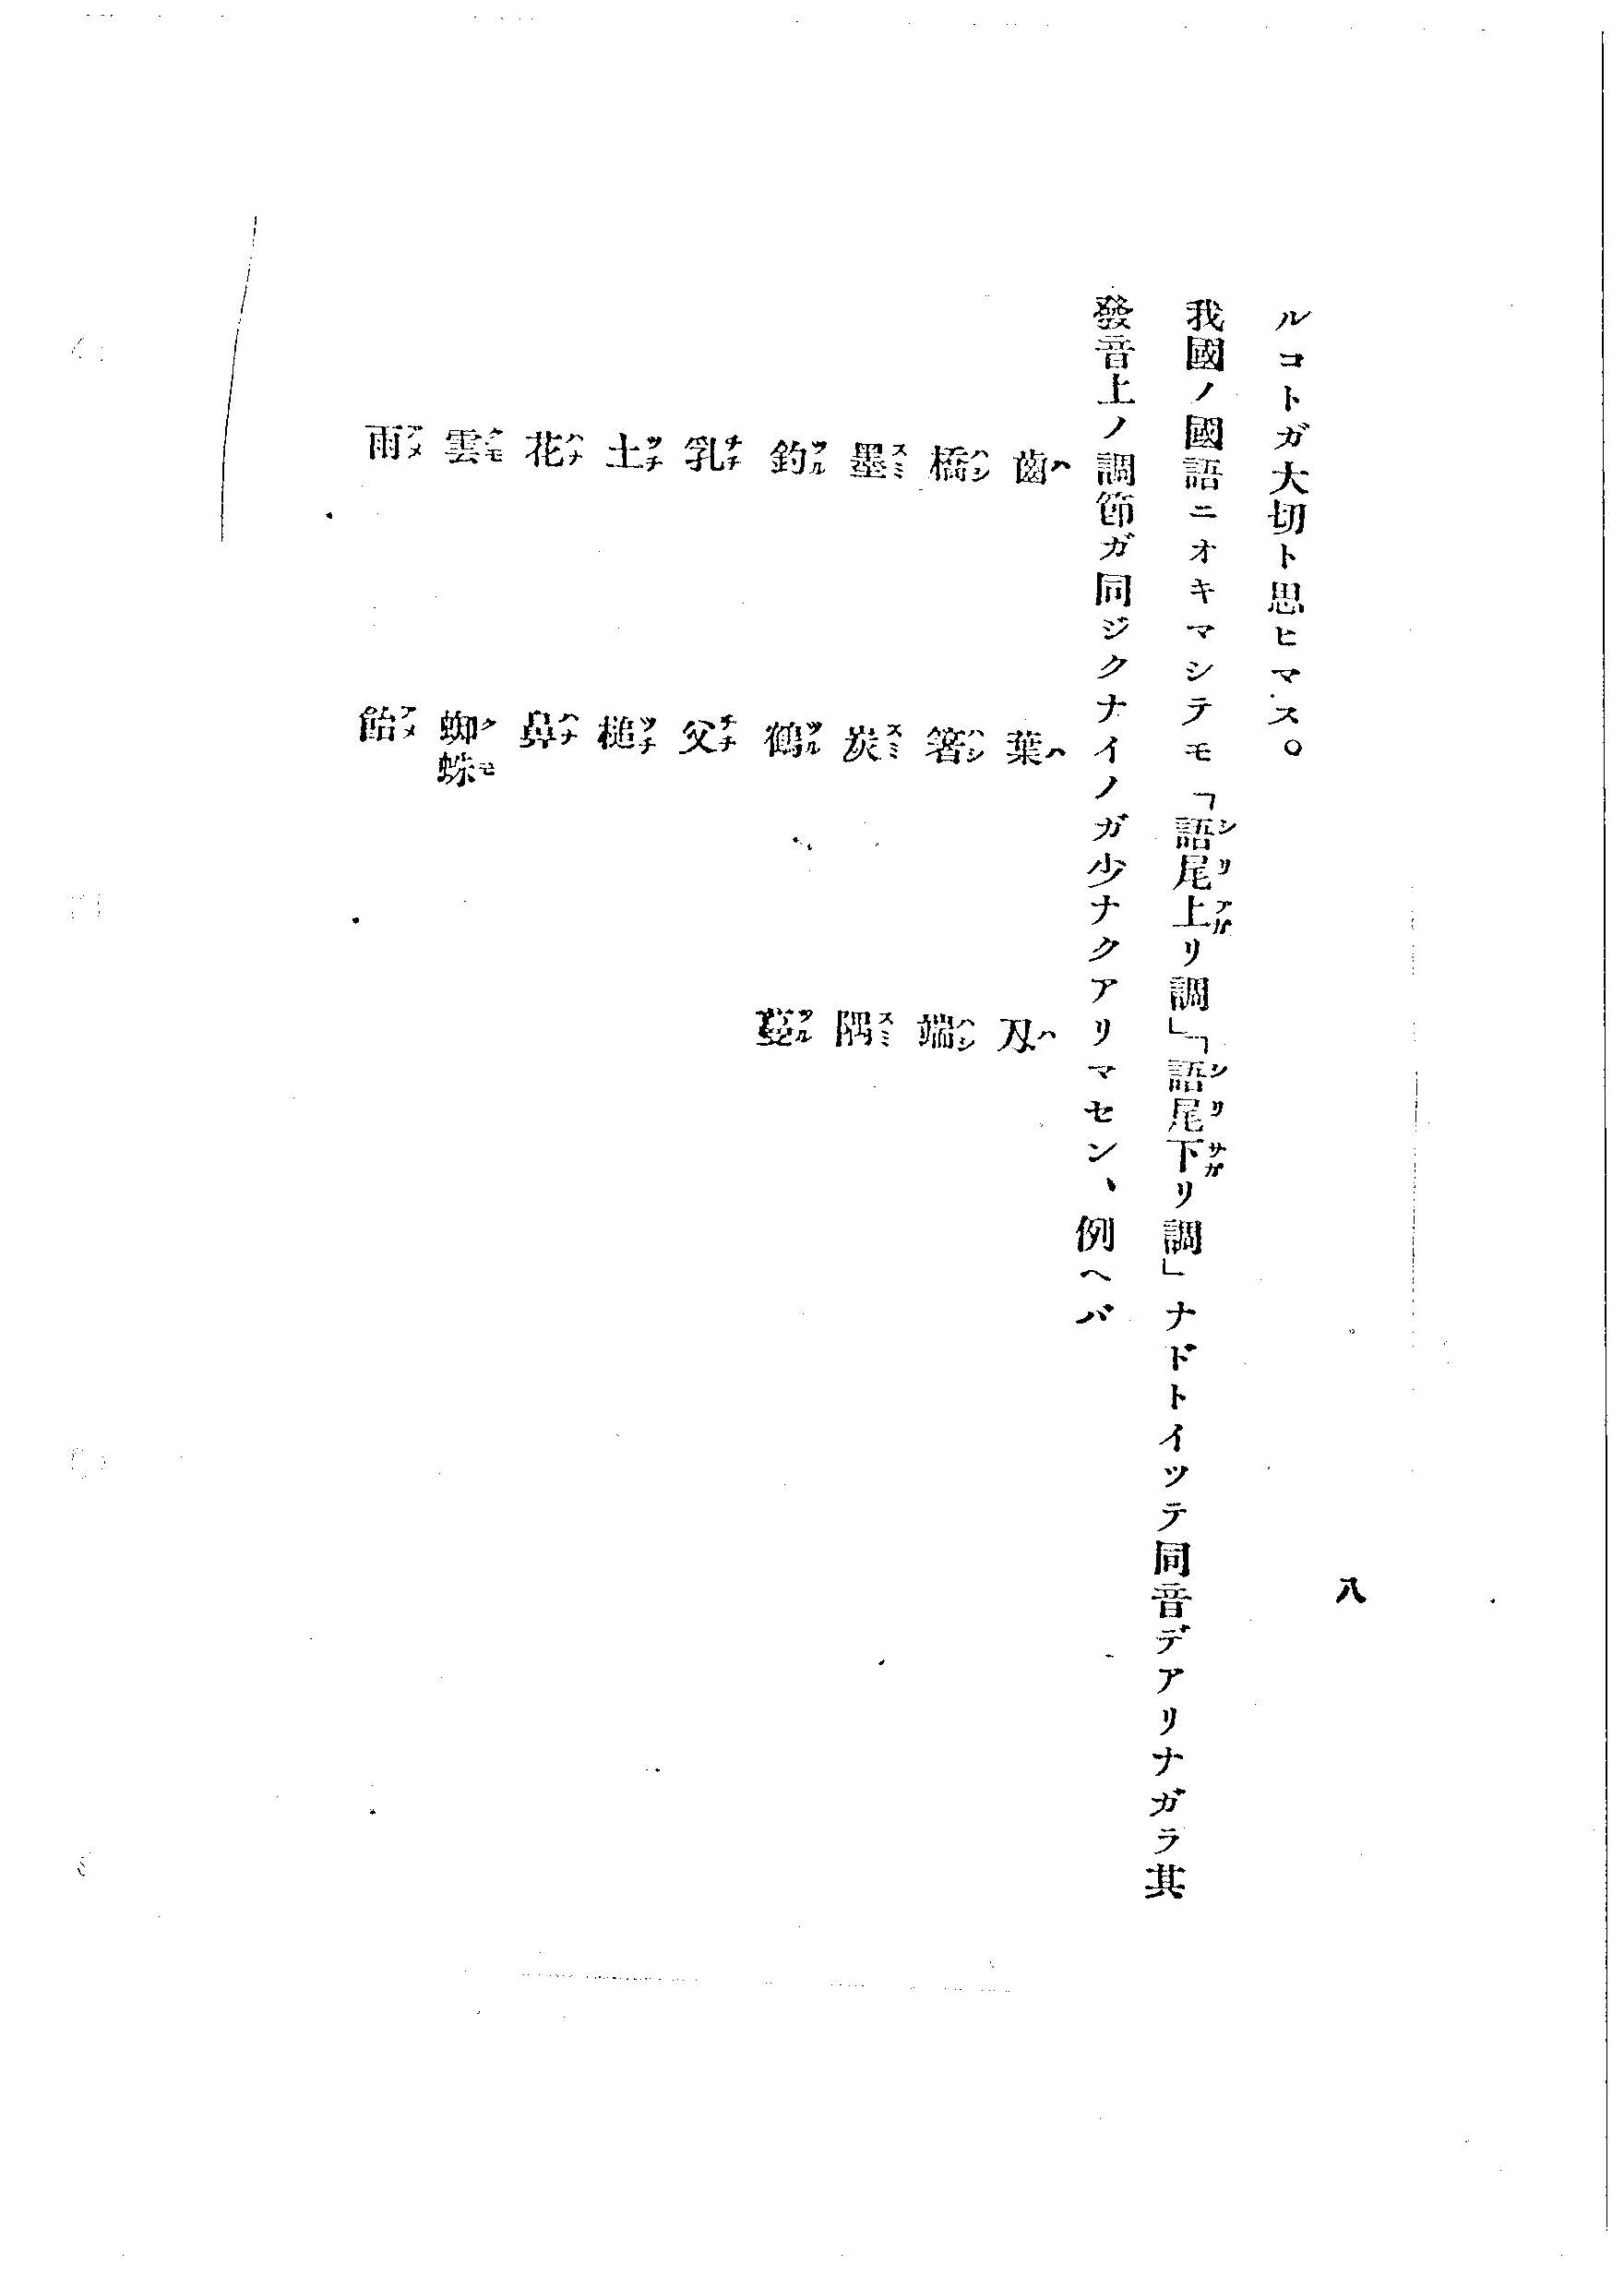 八
ルコトガ大切ト思ヒマス。
我國ノ國語ニオキマシテモ「語尾上リ調」「語尾下リ調」ナドトイツテ同音デアリナガラ其
發音上ノ調節ガ同ジクナイノガ少ナクアリマセン、例ヘバ
齒ハ 葉ハ 刄ハ
橋ハシ 箸ハシ 端ハシ
墨スミ 炭スミ 隅スミ
釣ツル 鶴ツル 蔓ツル
乳チチ 父チチ
土ツチ 槌ツチ
花ハナ 鼻ハナ
雲クモ 蜘蛛クモ
雨アメ 飴アメ